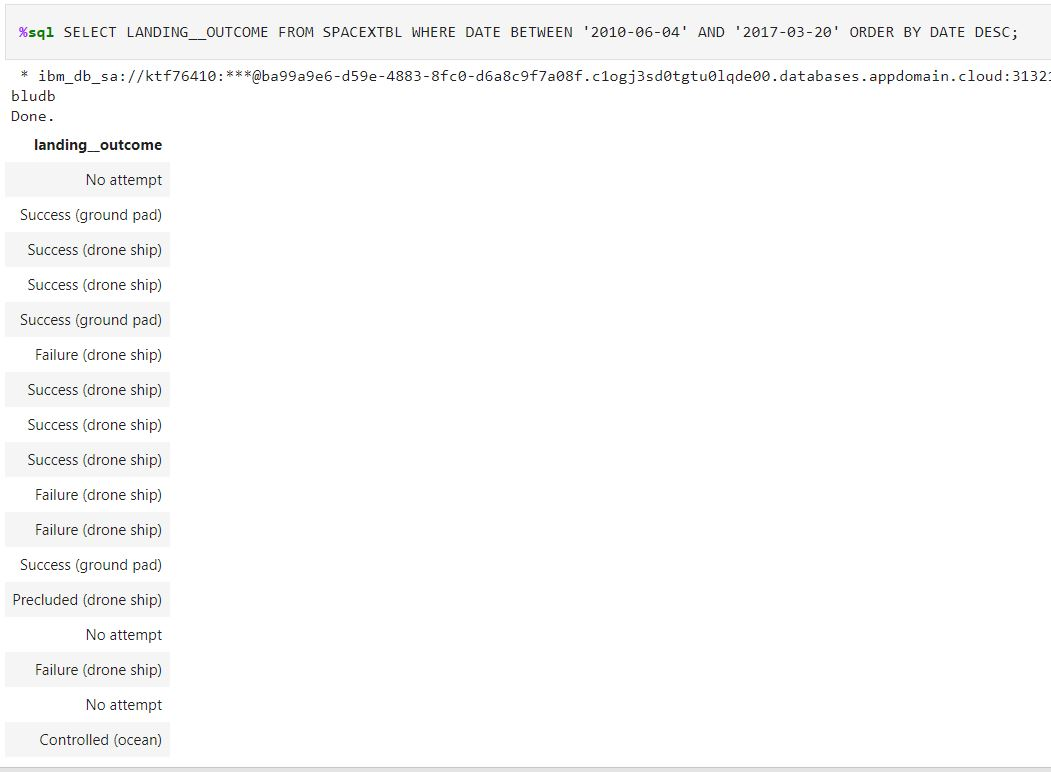 %sql SELECT LANDING__OUTCOME FROM SPACEXTBL WHERE DATE BETWEEN '2010-06-04' AND '2017-03-20' ORDER BY DATE DESC;
* ibm_db_sa://ktf76410:***@ba99a9e6-d59e-4883-8fc0-d6a8c9f7a08f.c1ogj3sd0tgtu0lqde00.databases.appdomain.cloud:31321
bludb
Done.
landing__outcome
No attempt
Success (ground pad)
Success (drone ship)
Success (drone ship)
Success (ground pad)
Failure (drone ship)
Success (drone ship)
Success (drone ship)
Success (drone ship)
Failure (drone ship)
Failure (drone ship)
Success (ground pad)
Precluded (drone ship)
No attempt
Failure (drone ship)
No attempt
Controlled (ocean)